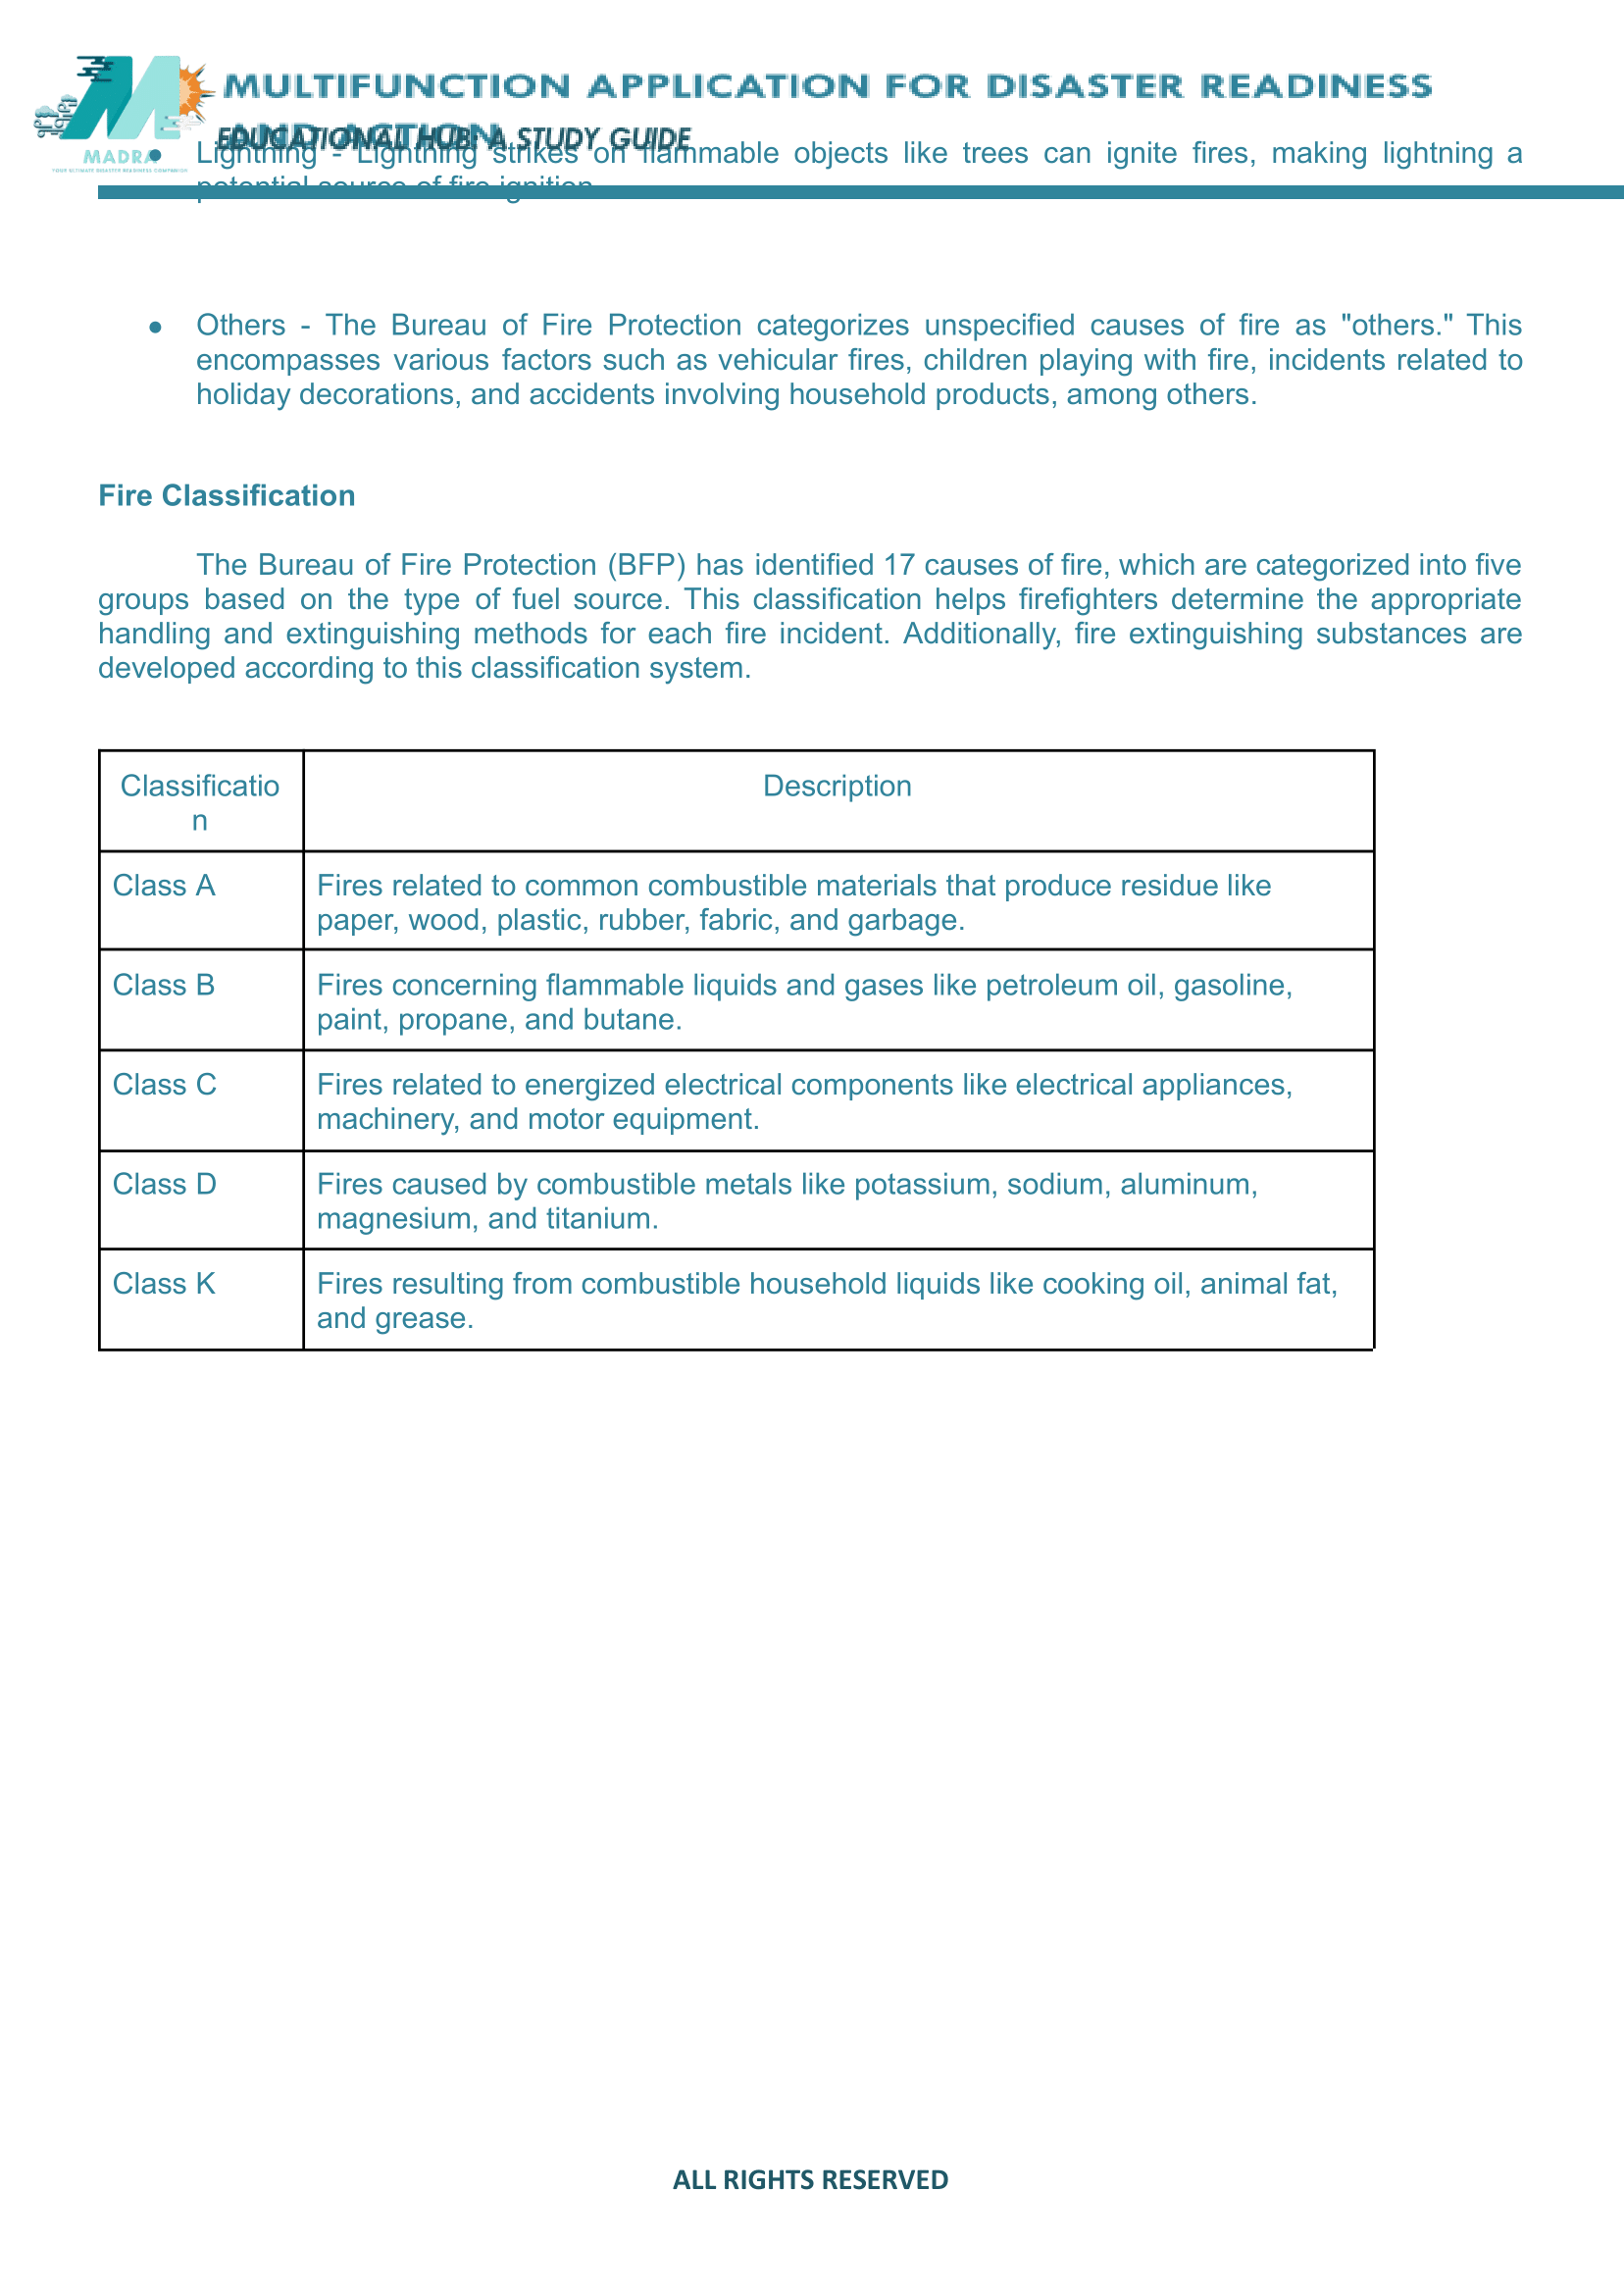 MULTIFUNCTION APPLICATION FOR DISASTER READINESS
AND ACTION
EDUCATIONAL HUB: A STUDY GUIDE
MADRA
YOUR ULTIMATE DISASTER READINESS COMPANION
● Lightning - Lightning strikes on flammable objects like trees can ignite fires, making lightning a
potential source of fire ignition.
● Others - The Bureau of Fire Protection categorizes unspecified causes of fire as "others." This
encompasses various factors such as vehicular fires, children playing with fire, incidents related to
holiday decorations, and accidents involving household products, among others.
Fire Classification
The Bureau of Fire Protection (BFP) has identified 17 causes of fire, which are categorized into five
groups based on the type of fuel source. This classification helps firefighters determine the appropriate
handling and extinguishing methods for each fire incident. Additionally, fire extinguishing substances are
developed according to this classification system.
Classificatio
n
Description
Class A
Fires related to common combustible materials that produce residue like
paper, wood, plastic, rubber, fabric, and garbage.
Class B
Fires concerning flammable liquids and gases like petroleum oil, gasoline,
paint, propane, and butane.
Class C
Fires related to energized electrical components like electrical appliances,
machinery, and motor equipment.
Class D
Fires caused by combustible metals like potassium, sodium, aluminum,
magnesium, and titanium.
Class K
Fires resulting from combustible household liquids like cooking oil, animal fat,
and grease.
ALL RIGHTS RESERVED